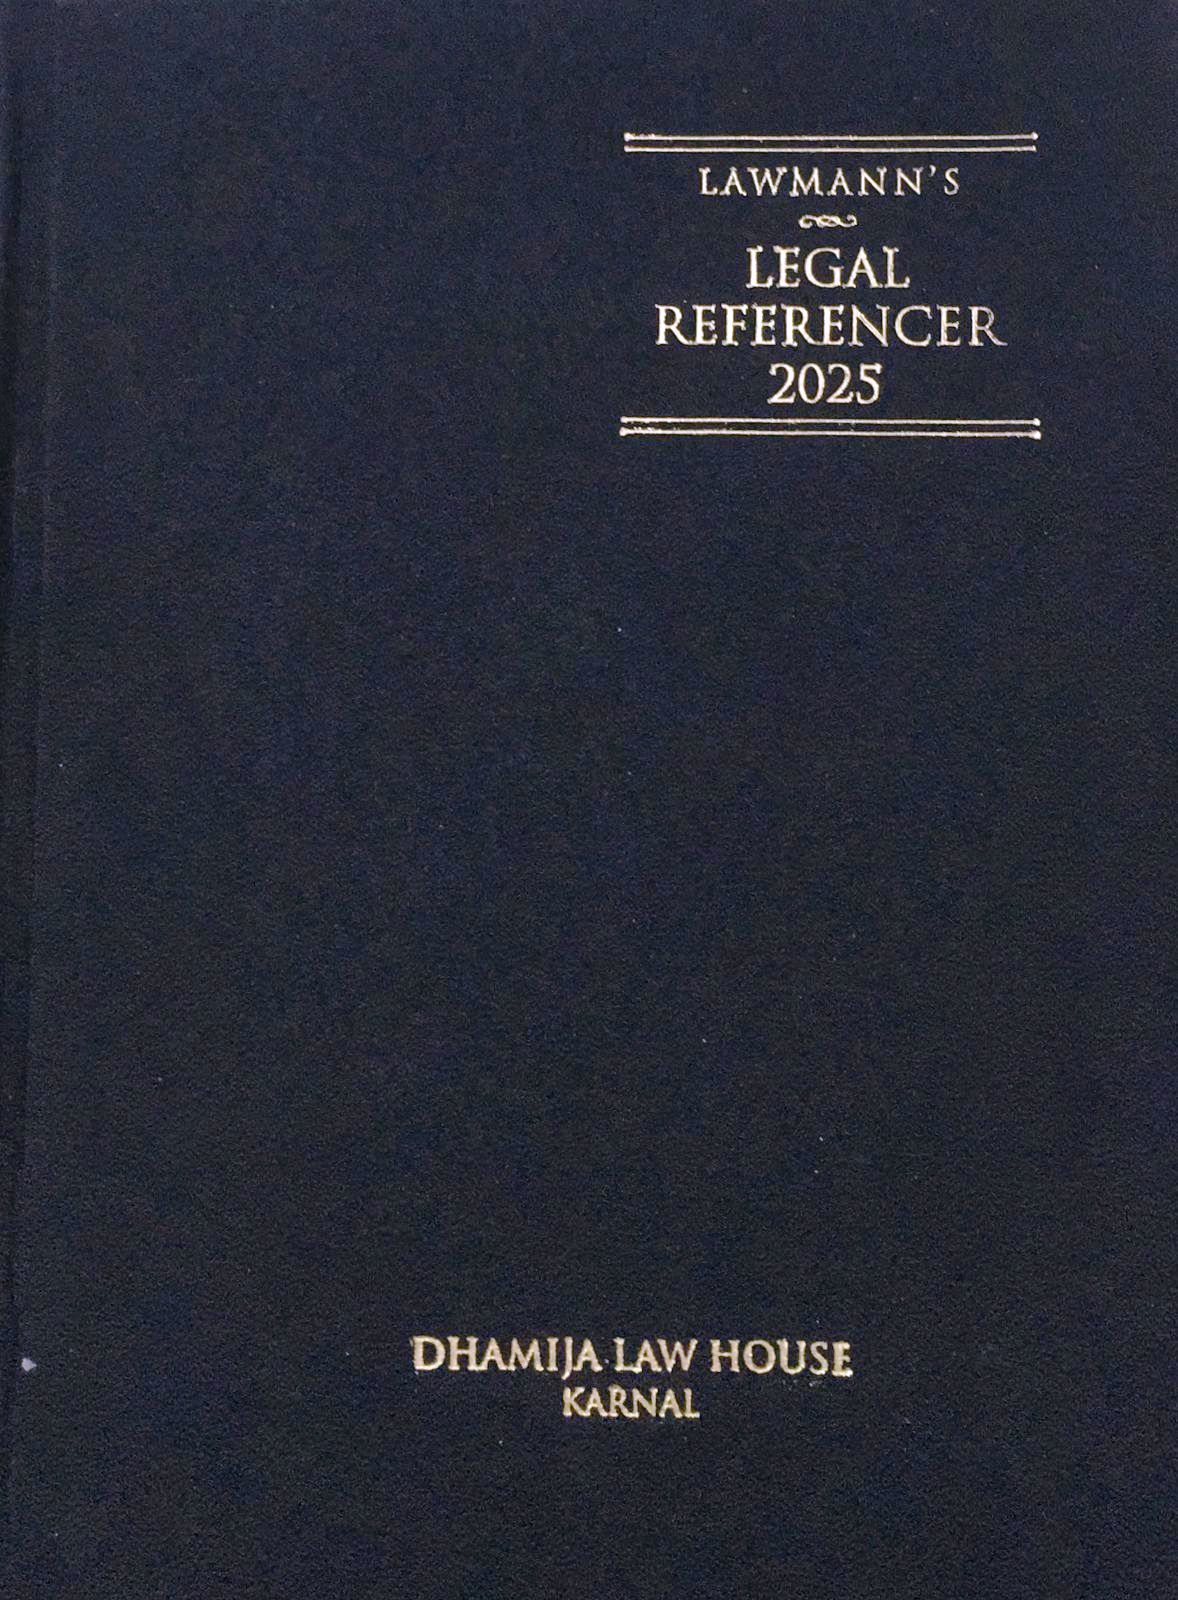 LAWMANN'S
LEGAL
REFERENCER
2025
DHAMIJA LAW HOUSE
KARNAL